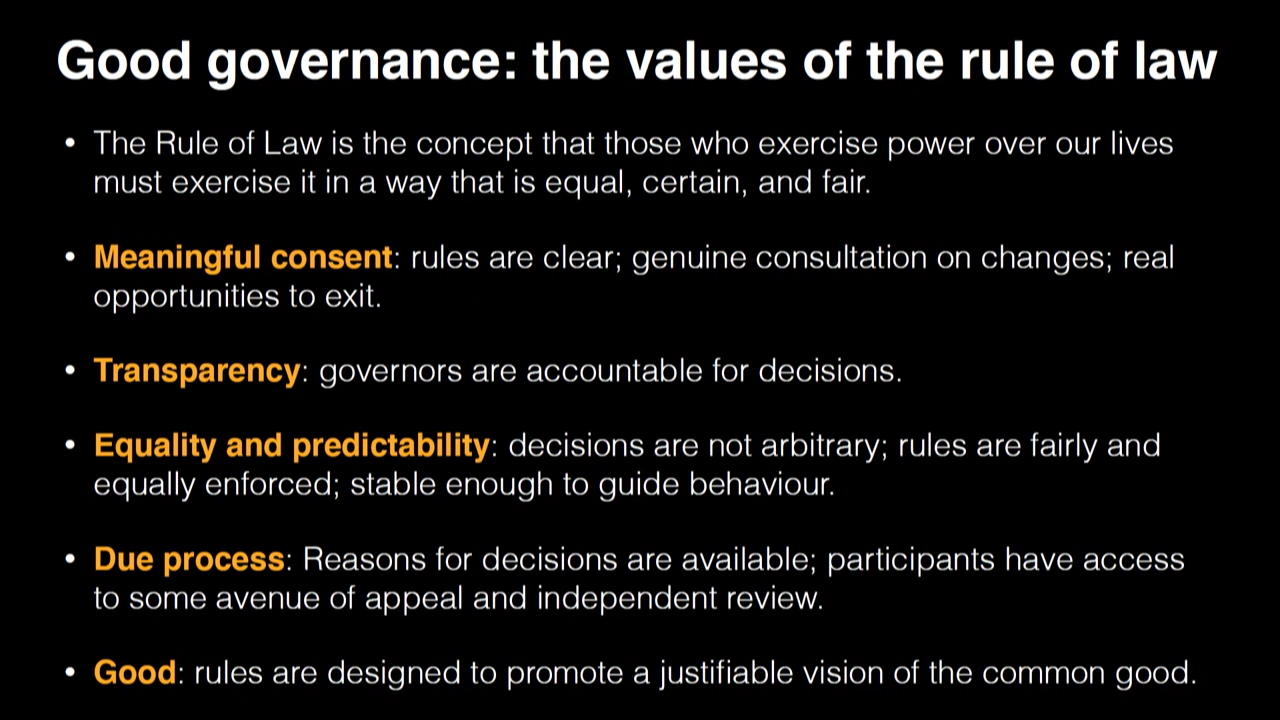 Good governance: the values of the rule of law
• The Rule of Law is the concept that those who exercise power over our lives
must exercise it in a way that is equal, certain, and fair.
• Meaningful consent: rules are clear; genuine consultation on changes; real
opportunities to exit.
• Transparency: governors are accountable for decisions.
• Equality and predictability: decisions are not arbitrary; rules are fairly and
equally enforced; stable enough to guide behaviour.
• Due process: Reasons for decisions are available; participants have access
to some avenue of appeal and independent review.
• Good: rules are designed to promote a justifiable vision of the common good.